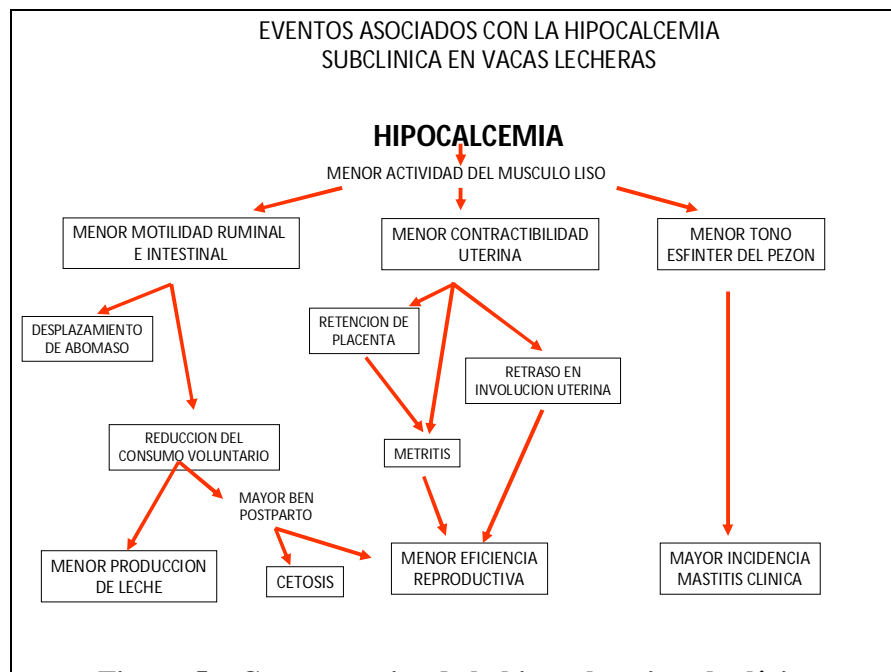 EVENTOS ASOCIADOS CON LA HIPOCALCEMIA
SUBCLINICA EN VACAS LECHERAS
HIPOCALCEMIA
MENOR ACTIVIDAD DEL MUSCULO LISO
MENOR MOTILIDAD RUMINAL
E INTESTINAL
MENOR CONTRACTIBILIDAD
UTERINA
MENOR TONO
ESFINTER DEL PEZON
DESPLAZAMIENTO
DE ABOMASO
RETENCION DE
PLACENTA
RETRASO EN
INVOLUCION UTERINA
REDUCCION DEL
CONSUMO VOLUNTARIO
METRITIS
MAYOR BEN
POSTPARTO
MENOR PRODUCCION
DE LECHE
CETOSIS
MENOR EFICIENCIA
REPRODUCTIVA
MAYOR INCIDENCIA
MASTITIS CLINICA